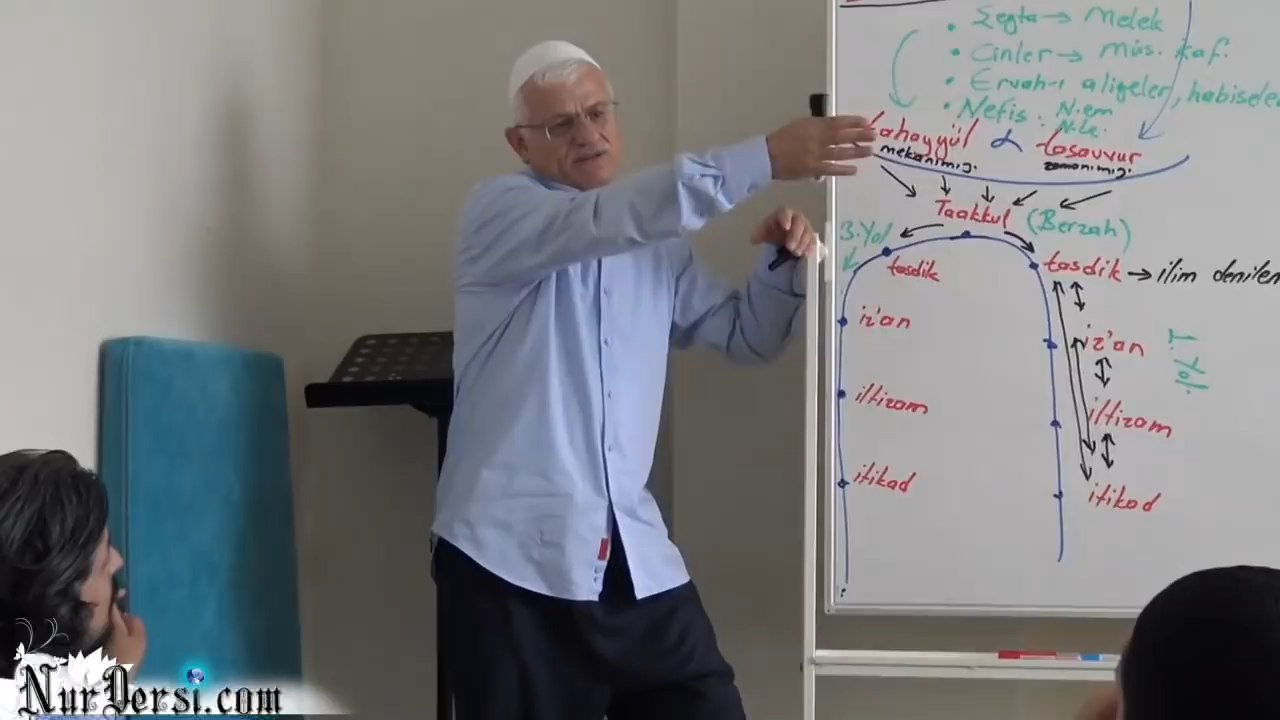 • Şeyta → Melek
• Cinler → Müs. Kaf.
• Ervah-ı aliyeler, habiseler
• Nefis : N.em
N.le.
tahayyül & tasavvur
mekanımız. zamanımız.
Taakkul (Berzah)
3.Yol
tasdik tasdik → ilim denilen
iz'an iz'an
1. Yol
iltizam iltizam
itikad itikad
NurDersi.com